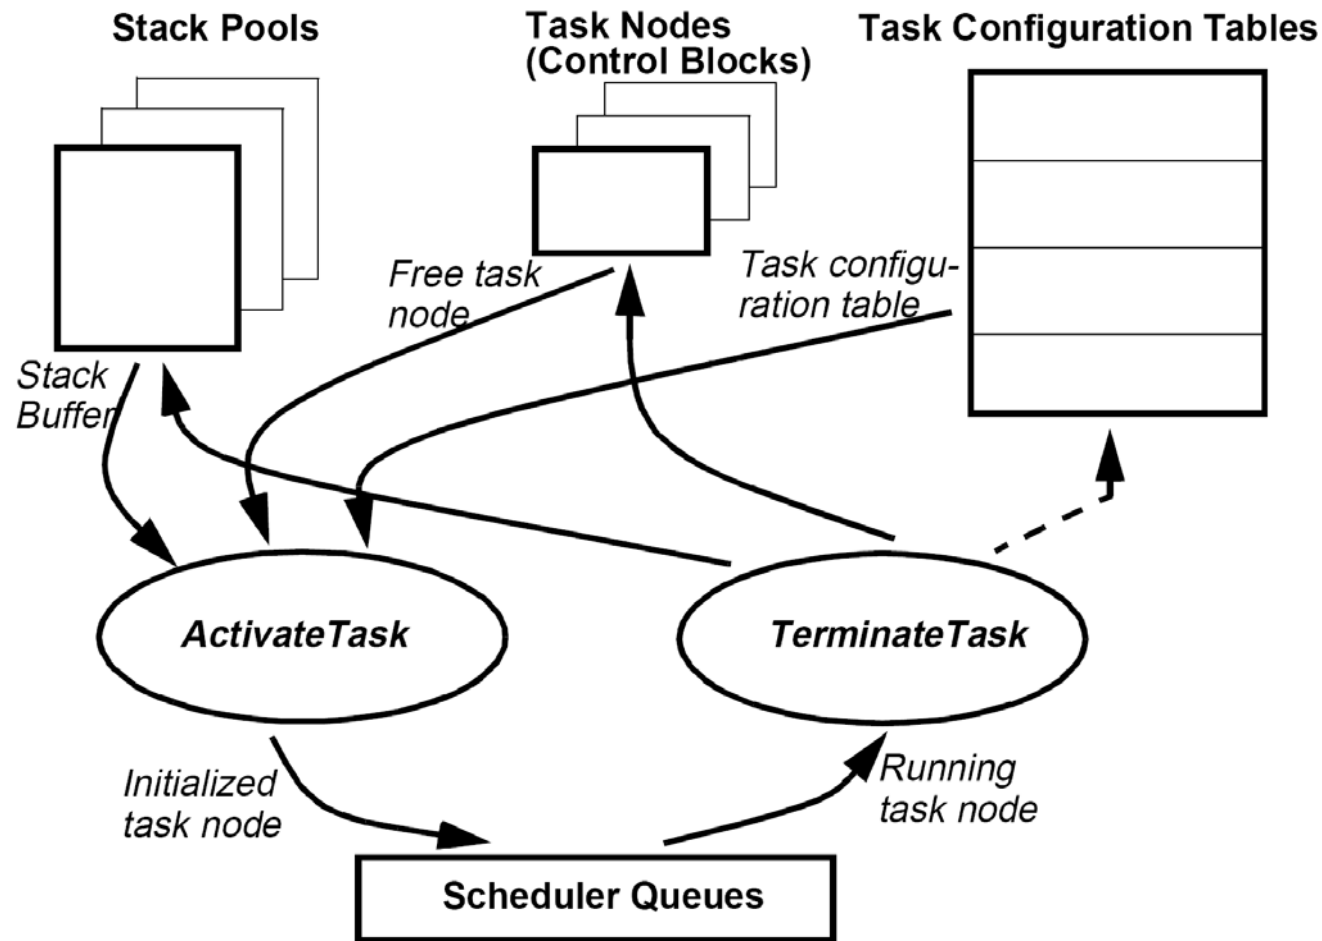 Stack Pools
Task Nodes
(Control Blocks)
Task Configuration Tables
Free task
node
Task configu-
ration table
Stack
Buffer
ActivateTask
TerminateTask
Initialized
task node
Running
task node
Scheduler Queues